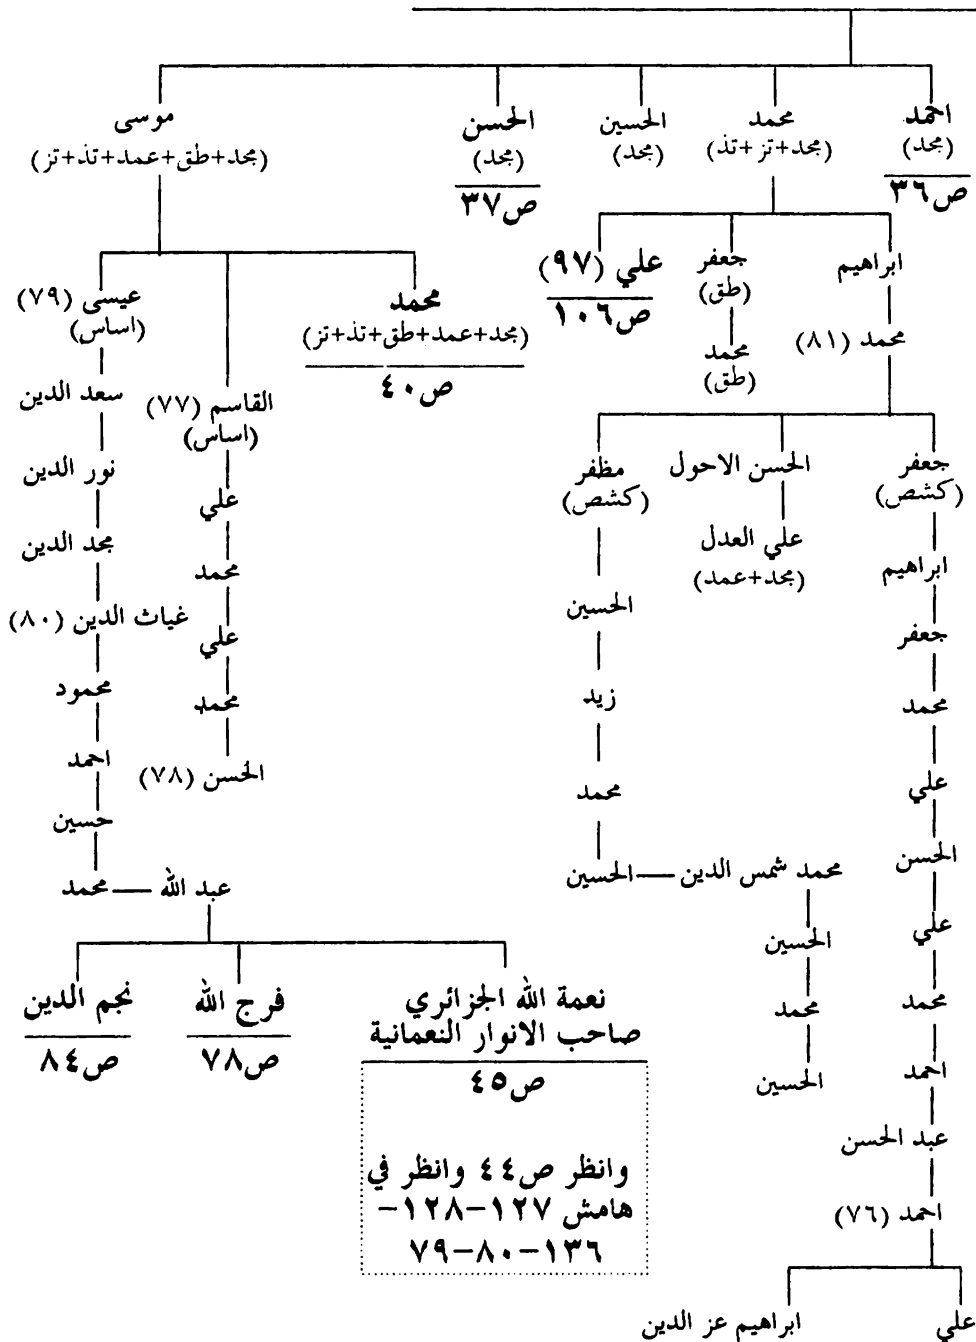 احمد
(مجد)
ص٣٦
محمد
(مجد+تز+تذ)
الحسين
(مجد)
الحسن
(مجد)
ص٣٧
موسى
(مجد+طق+عمد+تذ+تز)
ابراهيم
محمد (٨١)
جعفر
(طق)
محمد
(طق)
علي (٩٧)
ص١٠٦
محمد
(مجد+عمد+طق+تذ+تز)
ص٤٠
القاسم (٧٧)
(اساس)
علي
محمد
علي
محمد
الحسن (٧٨)
عيسى (٧٩)
(اساس)
سعد الدين
نور الدين
مجد الدين
غياث الدين (٨٠)
محمود
احمد
حسين
عبد الله — محمد
جعفر
(كشص)
ابراهيم
جعفر
محمد
علي
الحسن
علي
محمد
احمد
عبد الحسن
احمد (٧٦)
علي
ابراهيم عز الدين
الحسن الاحول
علي العدل
(مجد+عمد)
مظفر
(كشص)
الحسين
زيد
محمد
محمد شمس الدين — الحسين
الحسين
محمد
الحسين
نعمة الله الجزائري
صاحب الانوار النعمانية
ص٤٥
وانظر ص٤٤ وانظر في
هامش ١٢٧-١٢٨-
١٣٦-٨٠-٧٩
فرج الله
ص٧٨
نجم الدين
ص٨٤